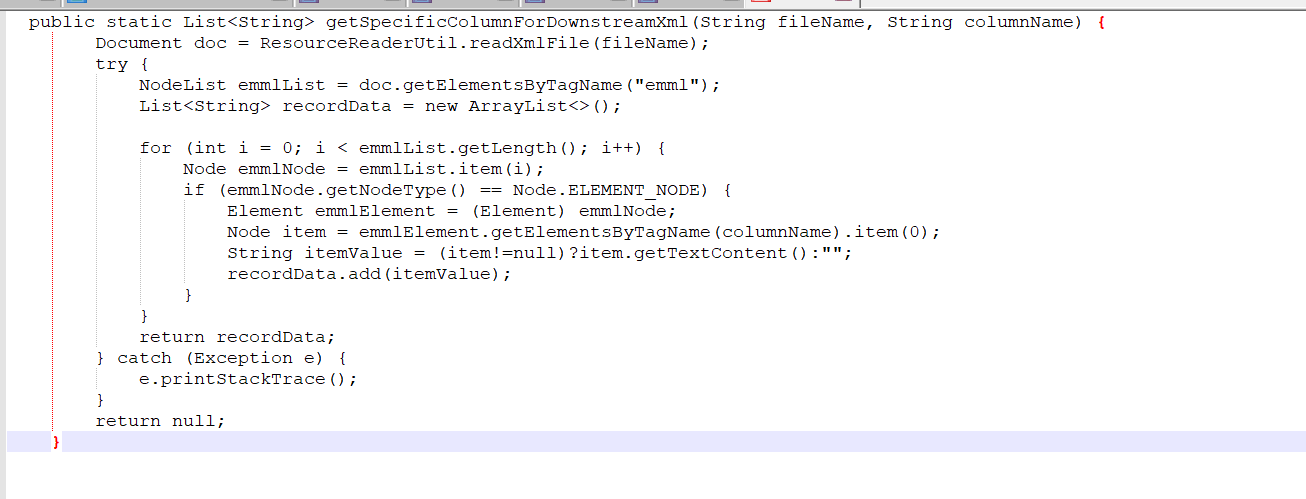 public static List<String> getSpecificColumnForDownstreamXml(String fileName, String columnName) {
Document doc = ResourceReaderUtil.readXmlFile(fileName);
try {
NodeList emmlList = doc.getElementsByTagName("emml");
List<String> recordData = new ArrayList<>();
for (int i = 0; i < emmlList.getLength(); i++) {
Node emmlNode = emmlList.item(i);
if (emmlNode.getNodeType() == Node.ELEMENT_NODE) {
Element emmlElement = (Element) emmlNode;
Node item = emmlElement.getElementsByTagName(columnName).item(0);
String itemValue = (item!=null)?item.getTextContent():"";
recordData.add(itemValue);
}
}
return recordData;
} catch (Exception e) {
e.printStackTrace();
}
return null;
}